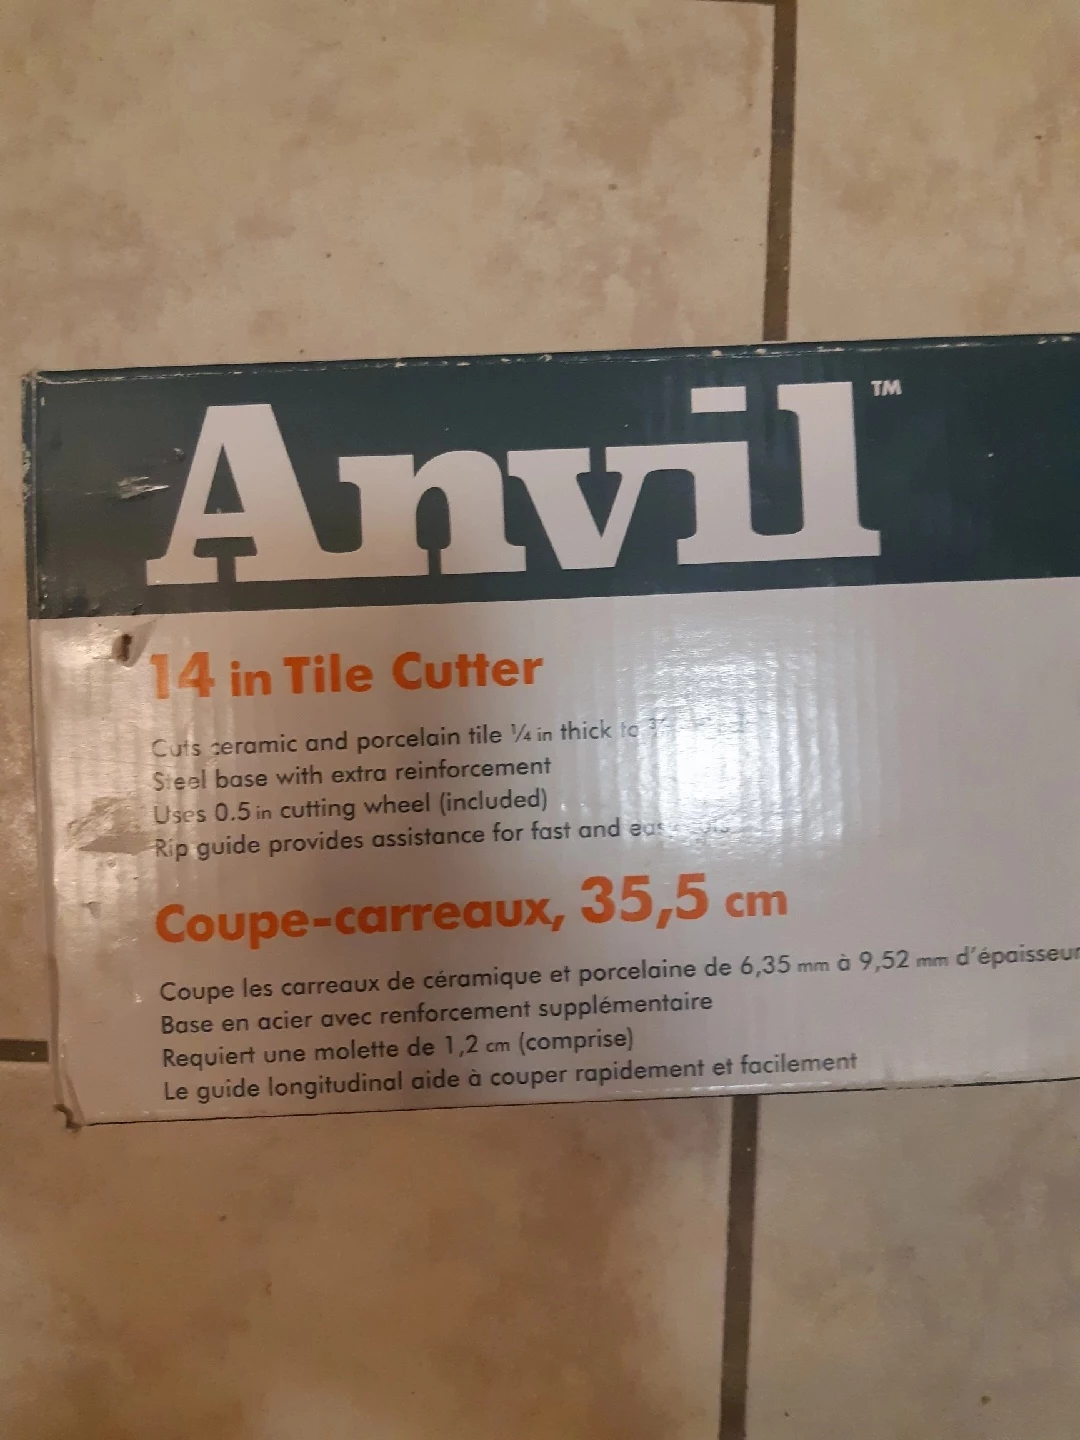 Anvil™
14 in Tile Cutter
Cuts ceramic and porcelain tile ¼ in thick to
Steel base with extra reinforcement
Uses 0.5 in cutting wheel (included)
Rip guide provides assistance for fast and
Coupe-carreaux, 35,5 cm
Coupe les carreaux de céramique et porcelaine de 6,35 mm à 9,52 mm d'épaisseur
Base en acier avec renforcement supplémentaire
Requiert une molette de 1,2 cm (comprise)
Le guide longitudinal aide à couper rapidement et facilement